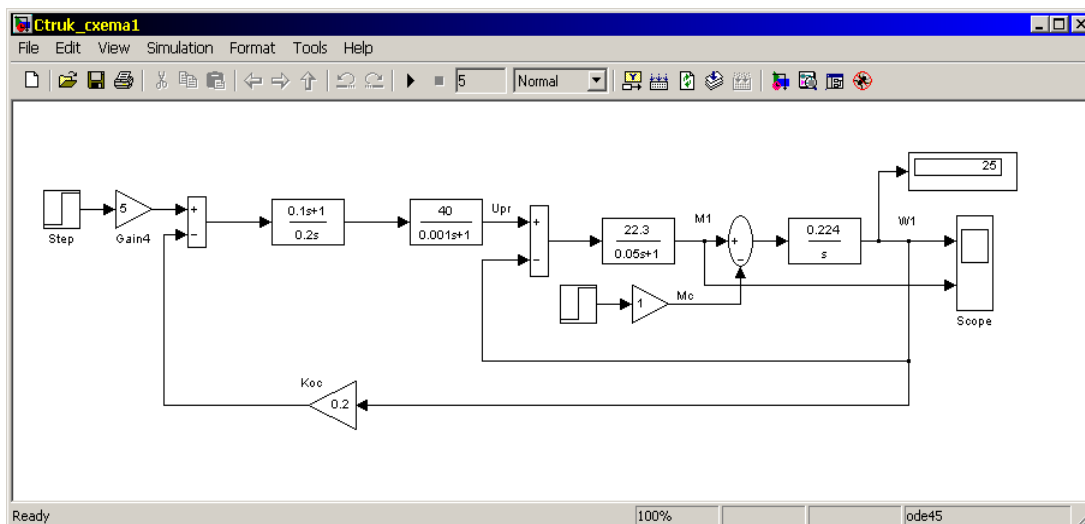 Ctruk_cxema1
File Edit View Simulation Format Tools Help
5 Normal
25
5
+
−
Step
Gain4
0.1s+1
0.2s
40
0.001s+1
Upr
+
−
22.3
0.05s+1
M1
+
−
0.224
s
W1
1
Mc
Scope
Koc
0.2
Ready 100% ode45